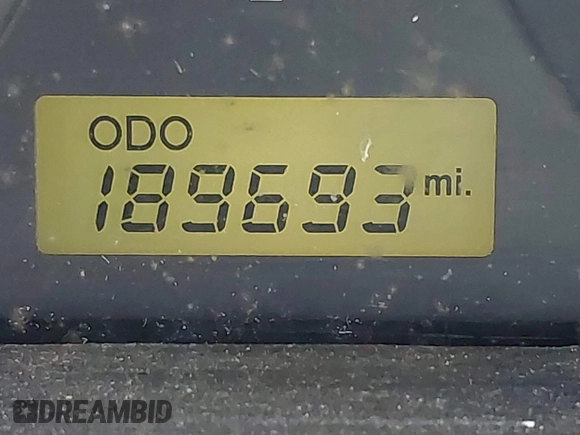 ODO
189693 mi.
DREAMBID